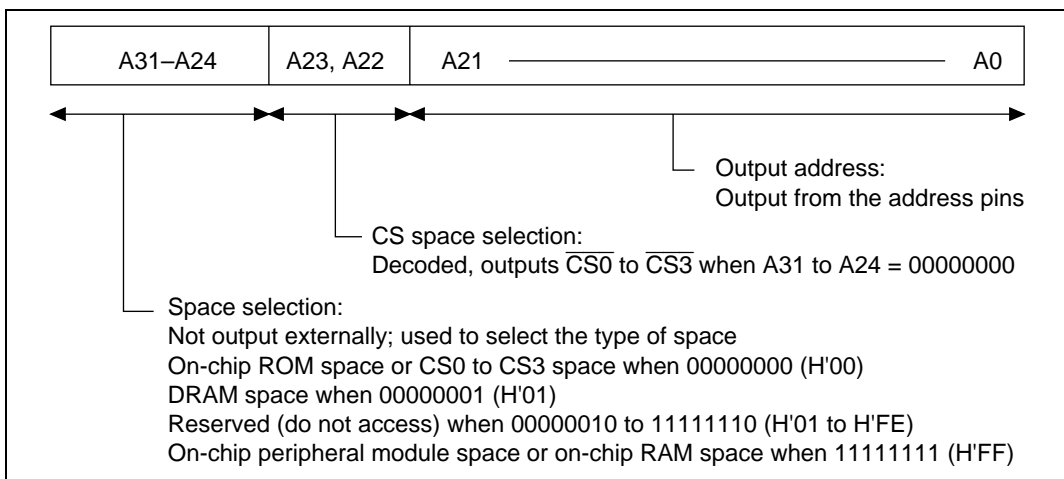 A31–A24 A23, A22 A21 A0
Output address:
Output from the address pins
CS space selection:
Decoded, outputs C̅S̅0̅ to C̅S̅3̅ when A31 to A24 = 00000000
Space selection:
Not output externally; used to select the type of space
On-chip ROM space or CS0 to CS3 space when 00000000 (H'00)
DRAM space when 00000001 (H'01)
Reserved (do not access) when 00000010 to 11111110 (H'01 to H'FE)
On-chip peripheral module space or on-chip RAM space when 11111111 (H'FF)